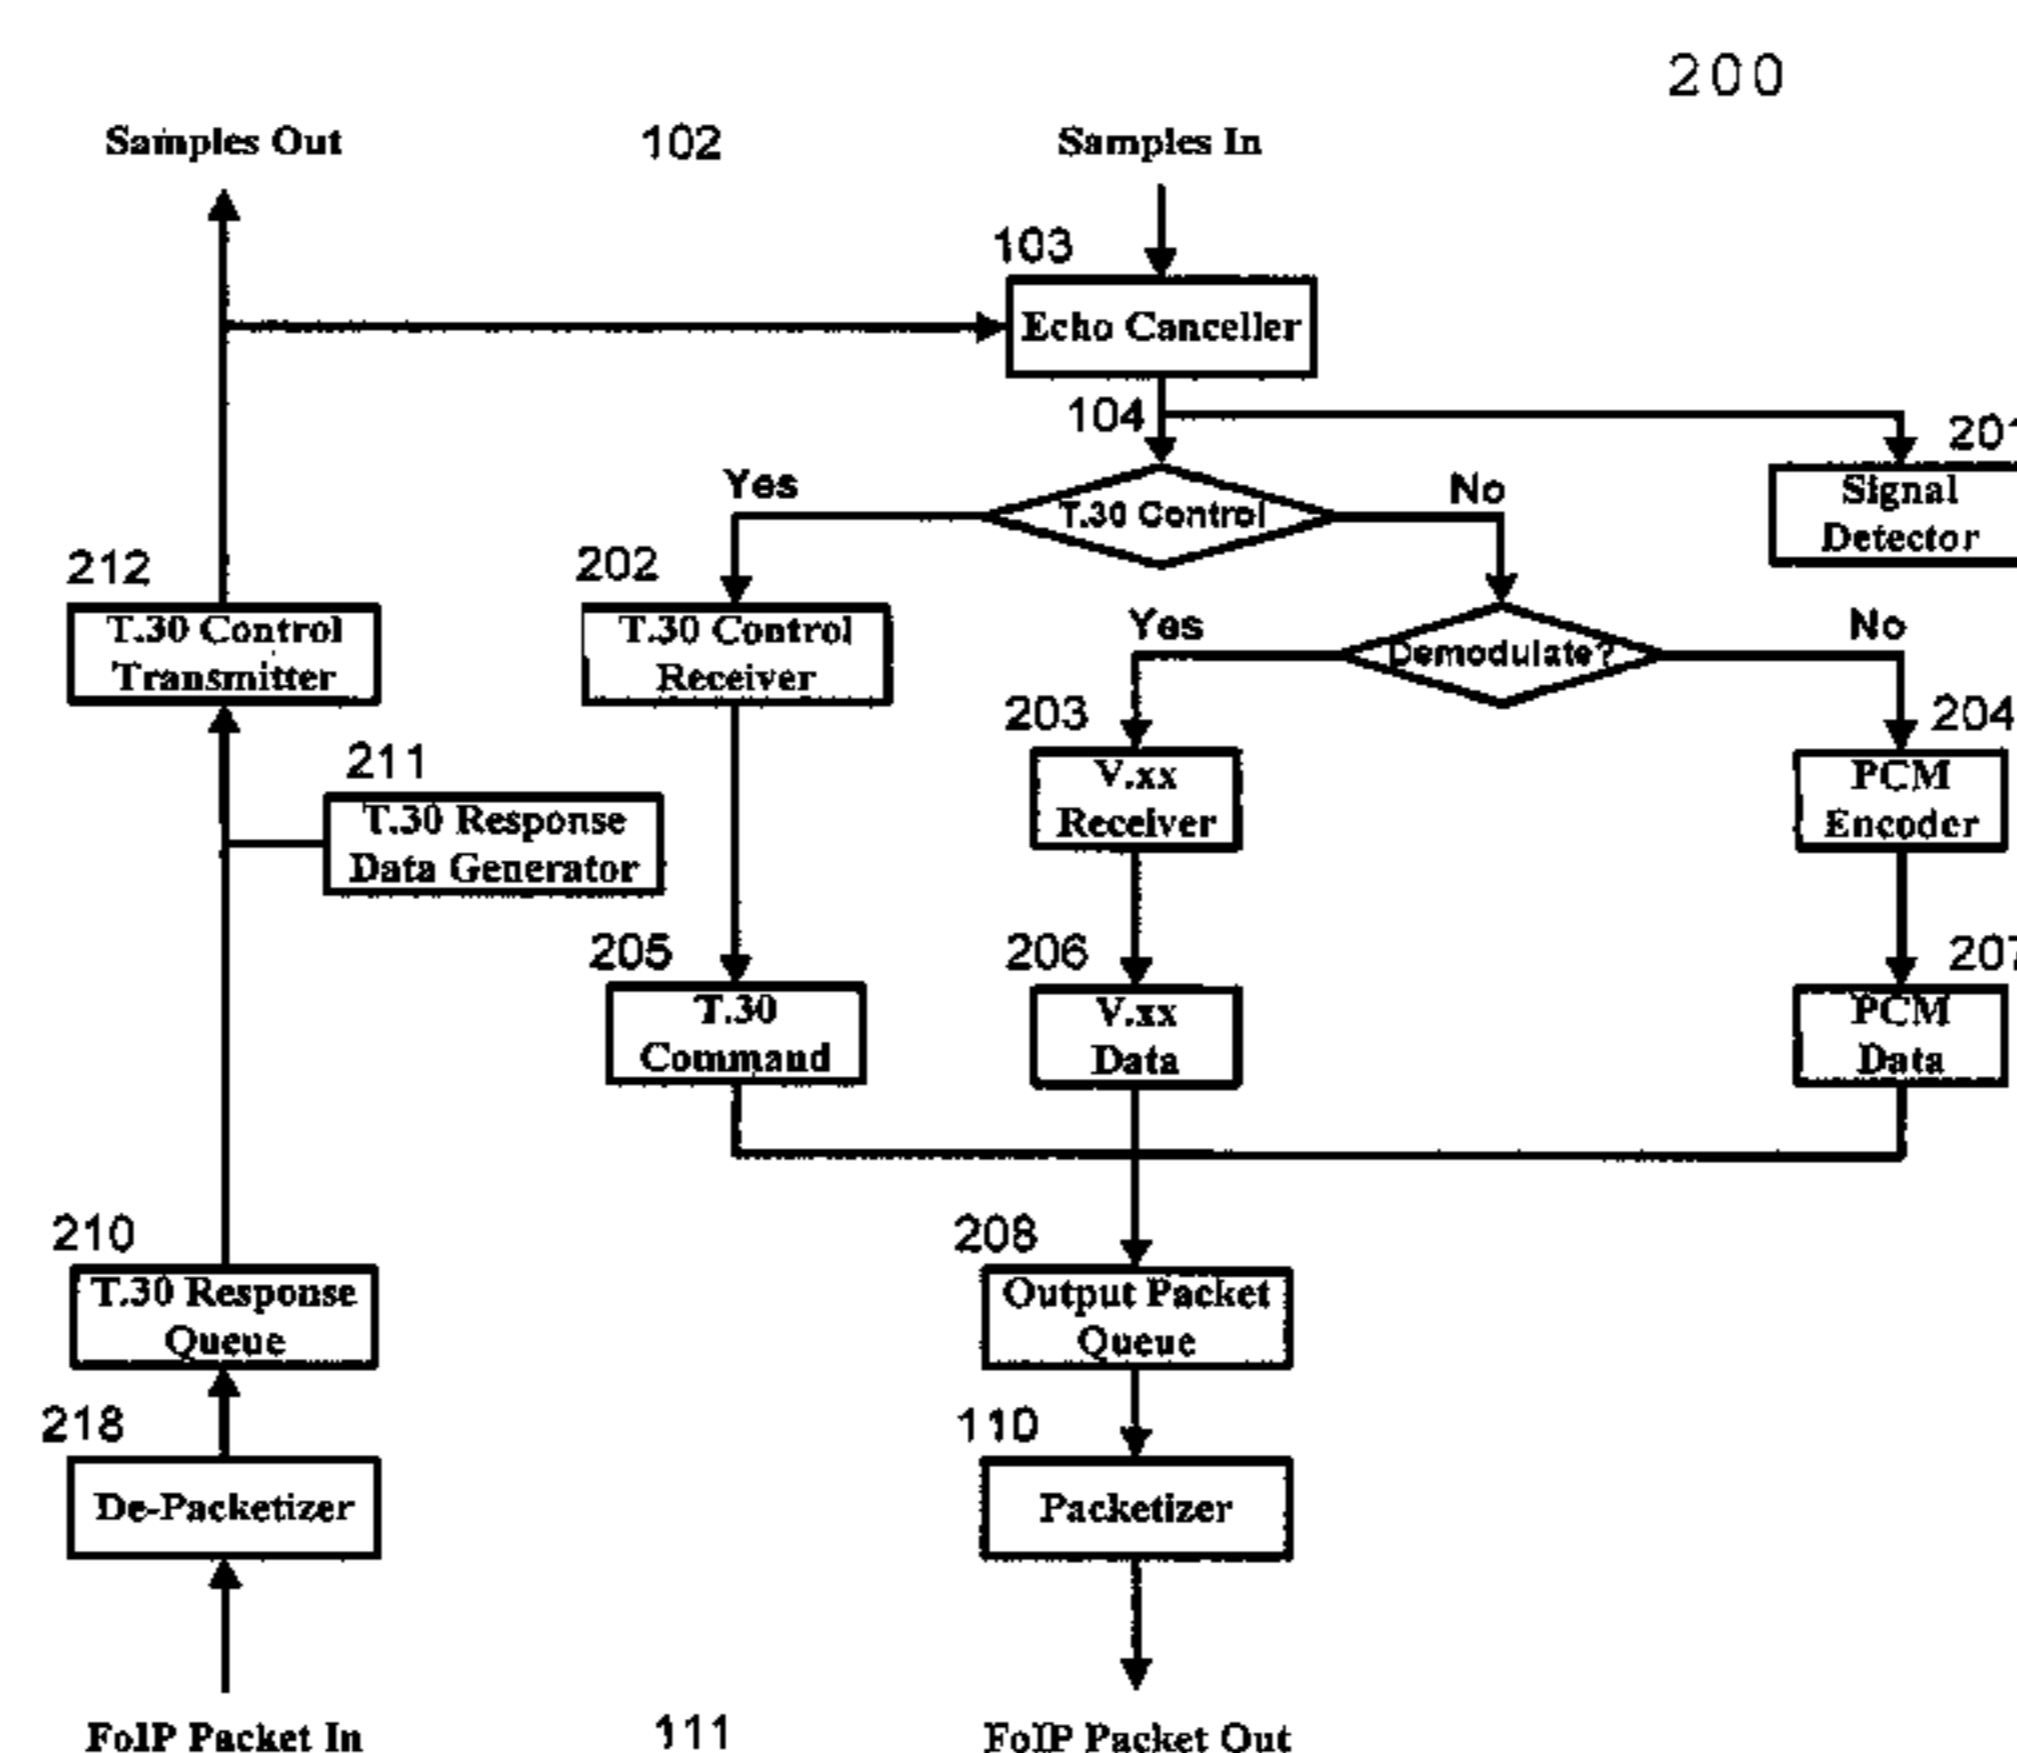 200
Samples Out
102
Samples In
103
Echo Canceller
104
Yes
T.30 Control
No
201
Signal
Detector
212
T.30 Control
Transmitter
202
T.30 Control
Receiver
Yes
Demodulate?
No
203
V.xx
Receiver
204
PCM
Encoder
211
T.30 Response
Data Generator
205
T.30
Command
206
V.xx
Data
207
PCM
Data
210
T.30 Response
Queue
208
Output Packet
Queue
218
De-Packetizer
110
Packetizer
FoIP Packet In
111
FoIP Packet Out